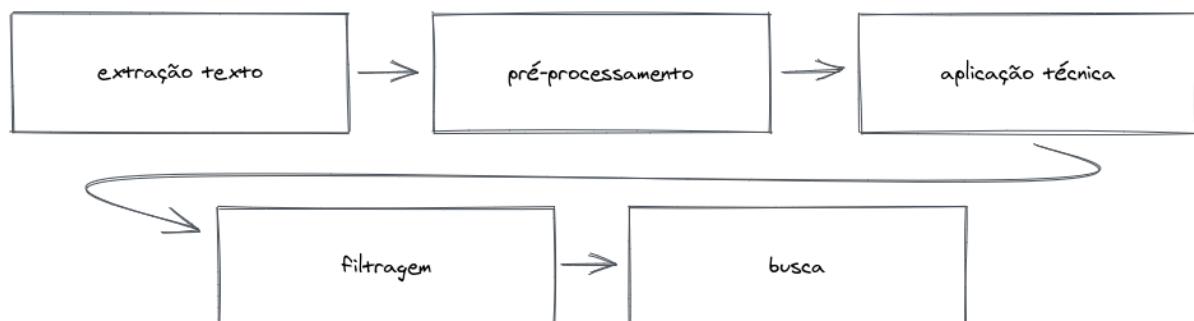 extração texto
pré-processamento
aplicação técnica
filtragem
busca